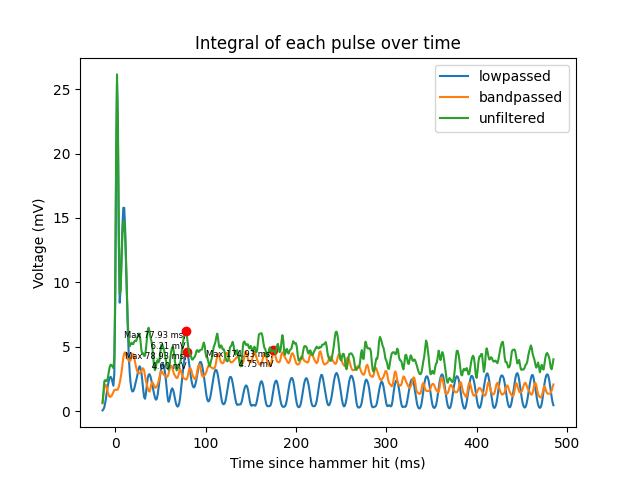 Integral of each pulse over time
lowpassed
bandpassed
unfiltered
Voltage (mV)
25
20
15
10
5
0
Max 77.93 ms,
6.21 mV
Max 78.93 ms,
Max 174.93 ms,
4.75 mV
0
100
200
300
400
500
Time since hammer hit (ms)